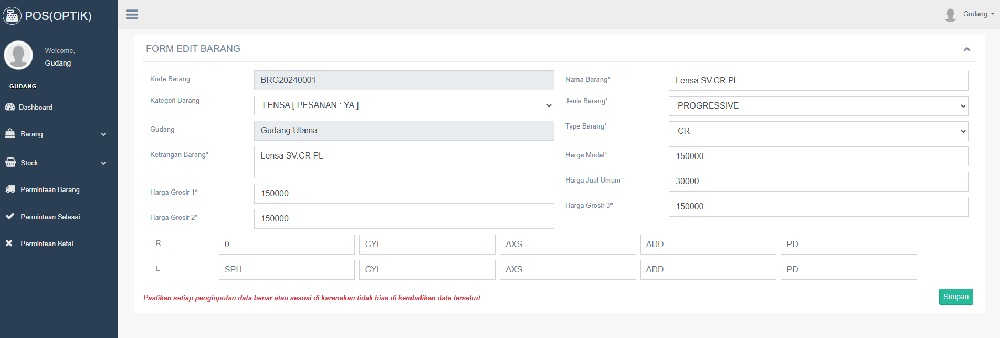 POS(OPTIK)
Gudang
Welcome,
Gudang
GUDANG
Dashboard
Barang
Stock
Permintaan Barang
Permintaan Selesai
Permintaan Batal
FORM EDIT BARANG
Kode Barang
BRG20240001
Nama Barang*
Lensa SV.CR PL
Kategori Barang
LENSA [ PESANAN : YA ]
Jenis Barang*
PROGRESSIVE
Gudang
Gudang Utama
Type Barang*
CR
Ketrangan Barang*
Lensa SV.CR PL
Harga Modal*
150000
Harga Jual Umum*
30000
Harga Grosir 1*
150000
Harga Grosir 3*
150000
Harga Grosir 2*
150000
R 0 CYL AXS ADD PD
L SPH CYL AXS ADD PD
Pastikan setiap penginputan data benar atau sesuai di karenakan tidak bisa di kembalikan data tersebut
Simpan